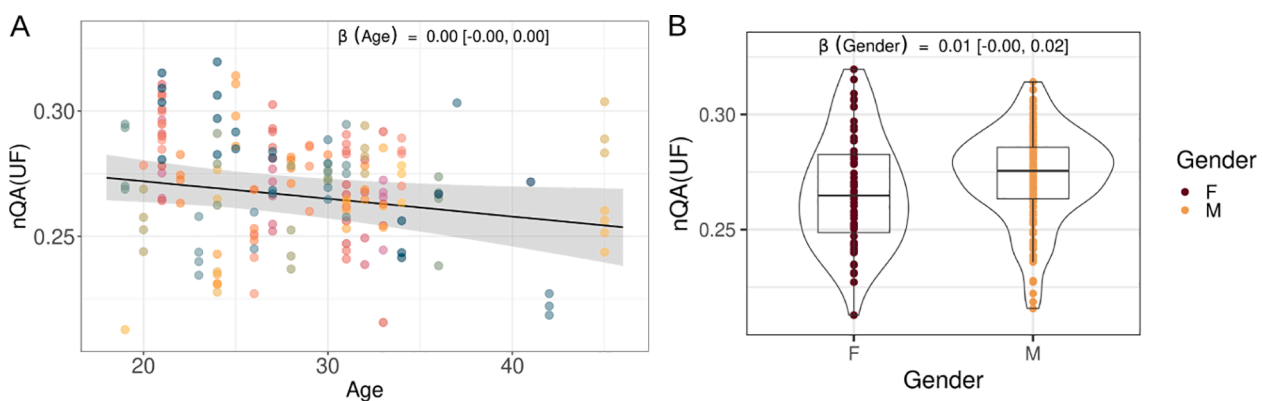 A
β (Age) = 0.00 [-0.00, 0.00]
nQA(UF)
0.30
0.25
20
30
40
Age
B
β (Gender) = 0.01 [-0.00, 0.02]
nQA(UF)
0.30
0.25
F
M
Gender
Gender
F
M